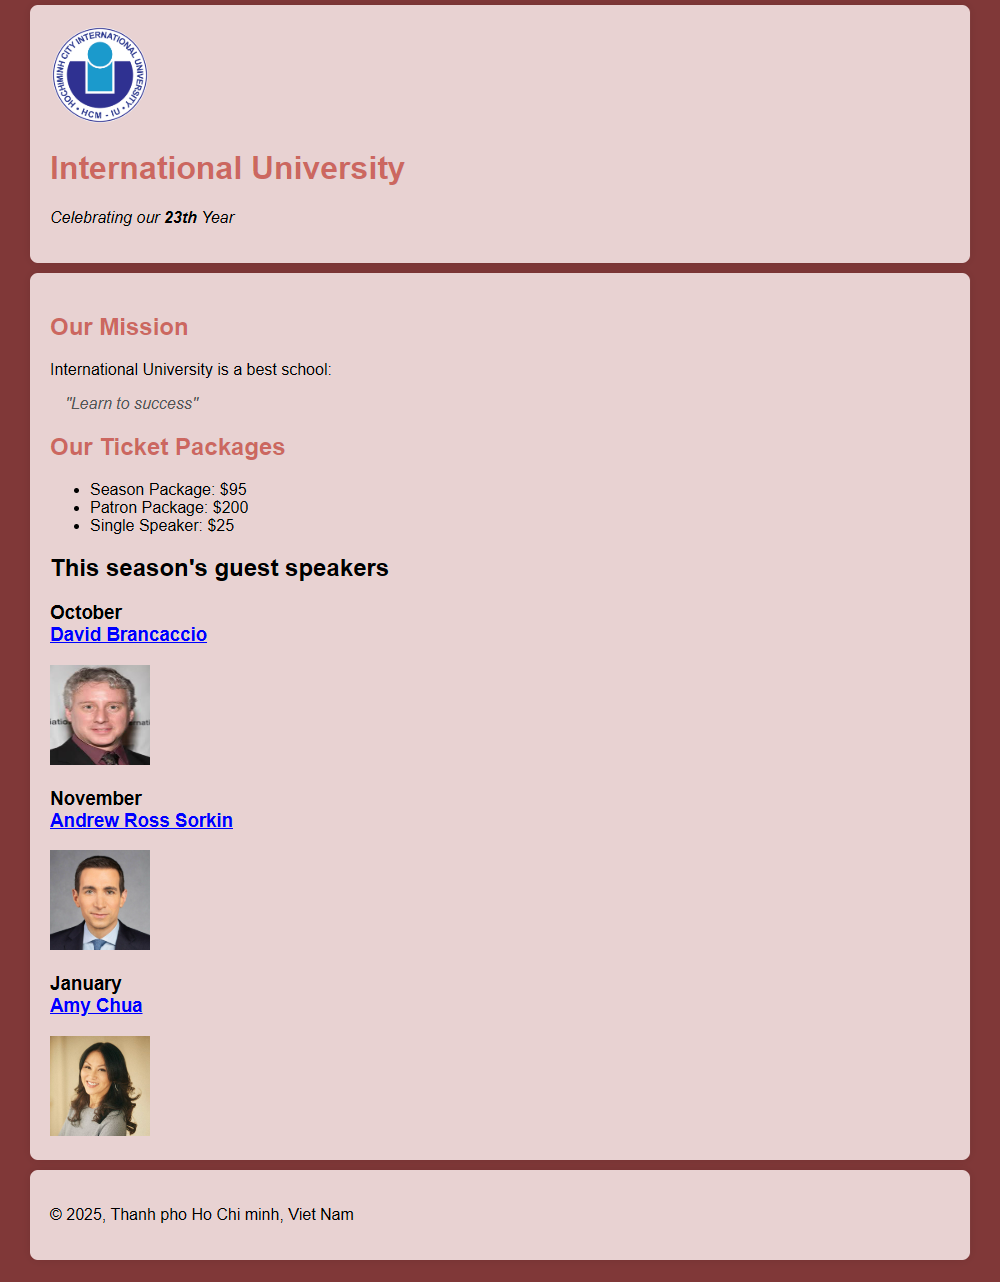 HOCHIMINH CITY INTERNATIONAL UNIVERSITY
HCM - IU
International University
Celebrating our 23th Year
Our Mission
International University is a best school:
"Learn to success"
Our Ticket Packages
Season Package: $95
Patron Package: $200
Single Speaker: $25
This season's guest speakers
October
David Brancaccio
November
Andrew Ross Sorkin
January
Amy Chua
© 2025, Thanh pho Ho Chi minh, Viet Nam